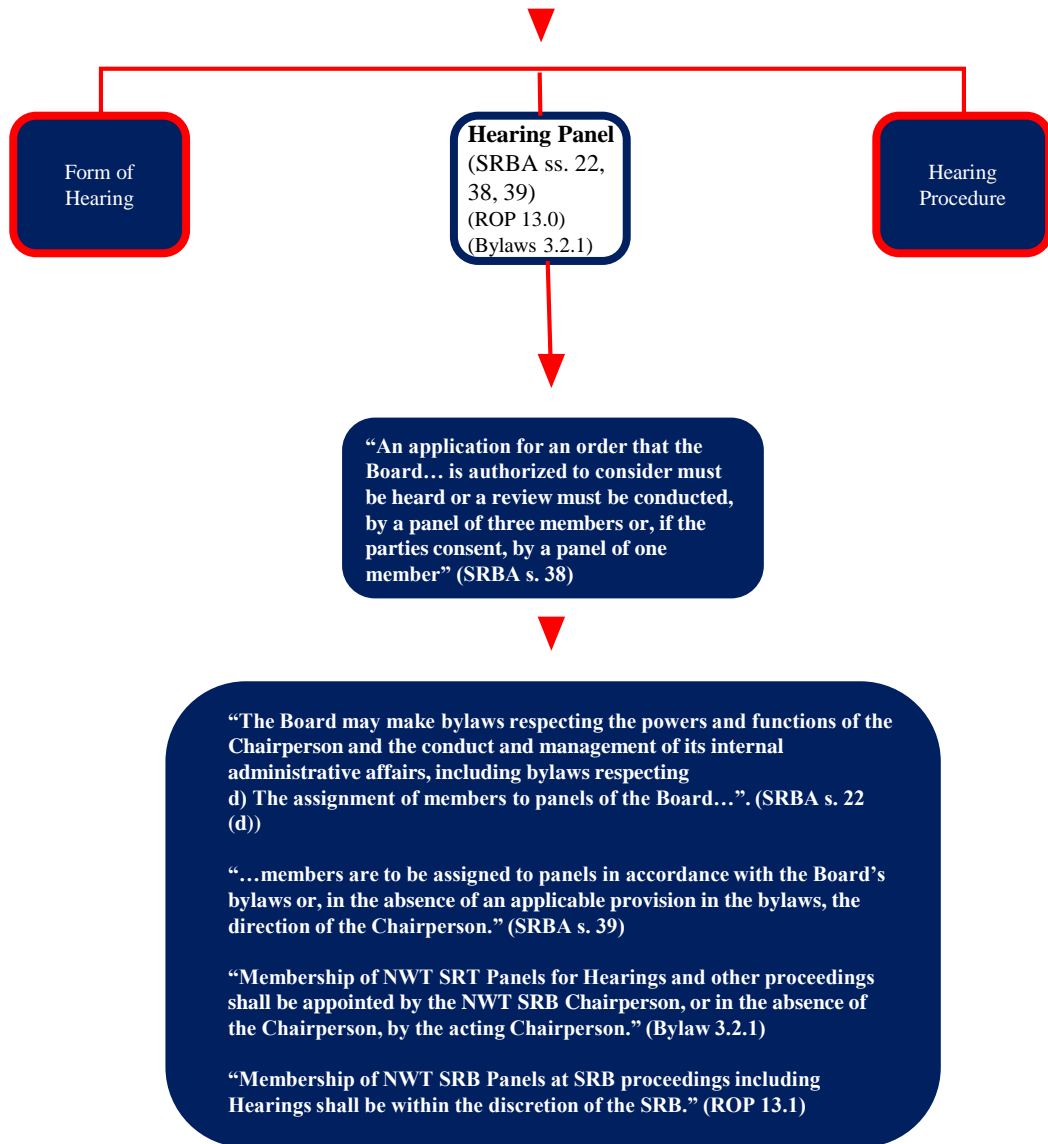 Form of
Hearing
Hearing Panel
(SRBA ss. 22,
38, 39)
(ROP 13.0)
(Bylaws 3.2.1)
Hearing
Procedure
“An application for an order that the
Board… is authorized to consider must
be heard or a review must be conducted,
by a panel of three members or, if the
parties consent, by a panel of one
member” (SRBA s. 38)
“The Board may make bylaws respecting the powers and functions of the
Chairperson and the conduct and management of its internal
administrative affairs, including bylaws respecting
d) The assignment of members to panels of the Board…”. (SRBA s. 22
(d))
“…members are to be assigned to panels in accordance with the Board’s
bylaws or, in the absence of an applicable provision in the bylaws, the
direction of the Chairperson.” (SRBA s. 39)
“Membership of NWT SRT Panels for Hearings and other proceedings
shall be appointed by the NWT SRB Chairperson, or in the absence of
the Chairperson, by the acting Chairperson.” (Bylaw 3.2.1)
“Membership of NWT SRB Panels at SRB proceedings including
Hearings shall be within the discretion of the SRB.” (ROP 13.1)